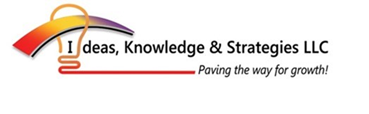 Ideas, Knowledge & Strategies LLC
Paving the way for growth!